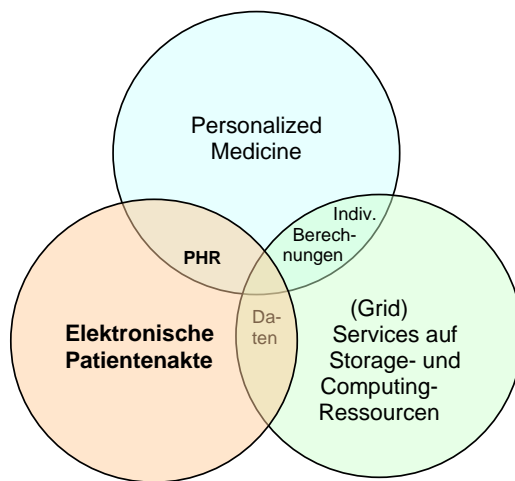 Personalized
Medicine
Indiv.
Berech-
nungen
PHR
Da-
ten
Elektronische
Patientenakte
(Grid)
Services auf
Storage- und
Computing-
Ressourcen